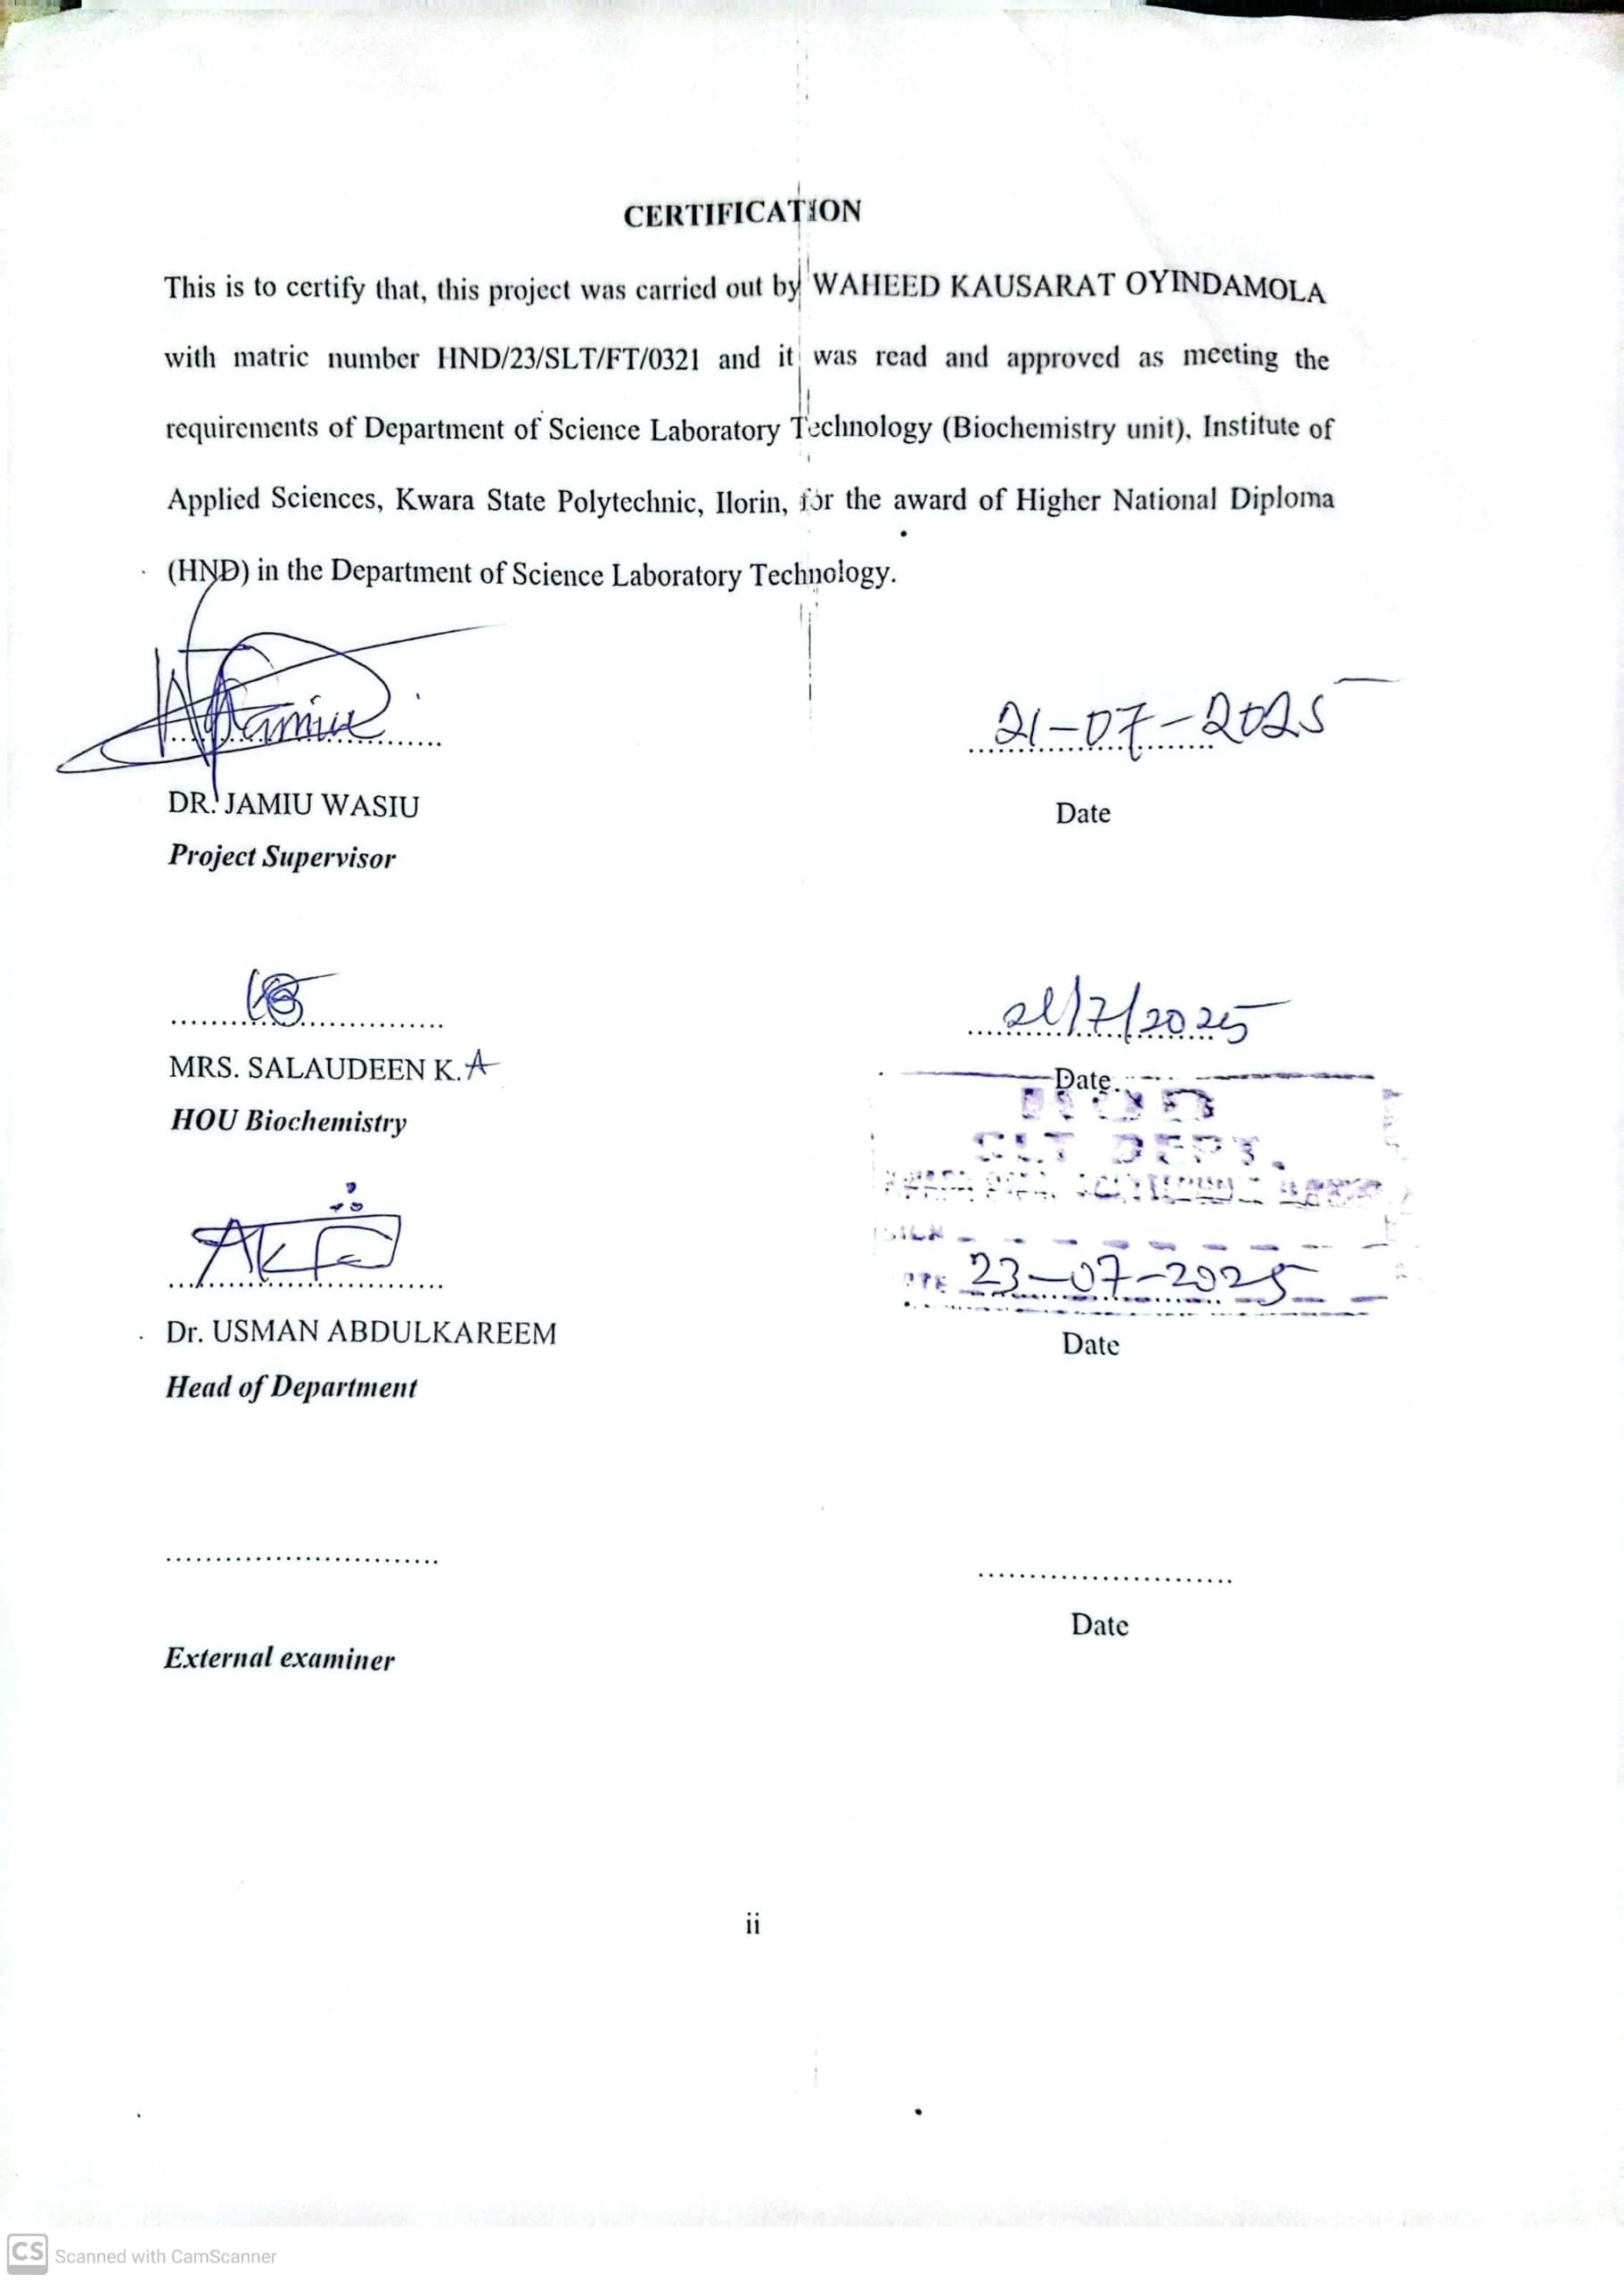 CERTIFICATION
This is to certify that, this project was carried out by WAHEED KAUSARAT OYINDAMOLA
with matric number HND/23/SLT/FT/0321 and it was read and approved as meeting the
requirements of Department of Science Laboratory Technology (Biochemistry unit), Institute of
Applied Sciences, Kwara State Polytechnic, Ilorin, for the award of Higher National Diploma
(HND) in the Department of Science Laboratory Technology.
21-07-2025
DR. JAMIU WASIU
Date
Project Supervisor
21/7/2025
MRS. SALAUDEEN K.A
Date
HOU Biochemistry
HOD
SLT DEPT.
23-07-2025
Dr. USMAN ABDULKAREEM
Date
Head of Department
Date
External examiner
ii
CS Scanned with CamScanner